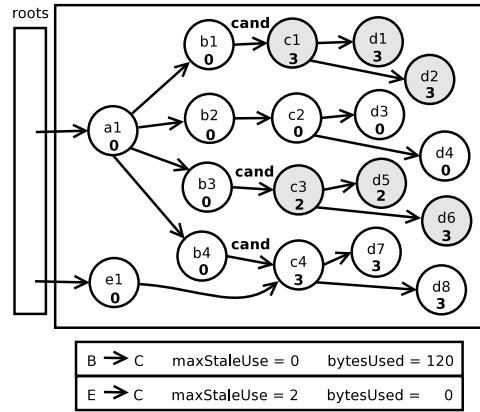 roots
cand
b1
0
c1
3
d1
3
d2
3
a1
0
b2
0
c2
0
d3
0
d4
0
cand
b3
0
c3
2
d5
2
d6
3
cand
b4
0
c4
3
d7
3
d8
3
e1
0
B → C maxStaleUse = 0 bytesUsed = 120
E → C maxStaleUse = 2 bytesUsed = 0